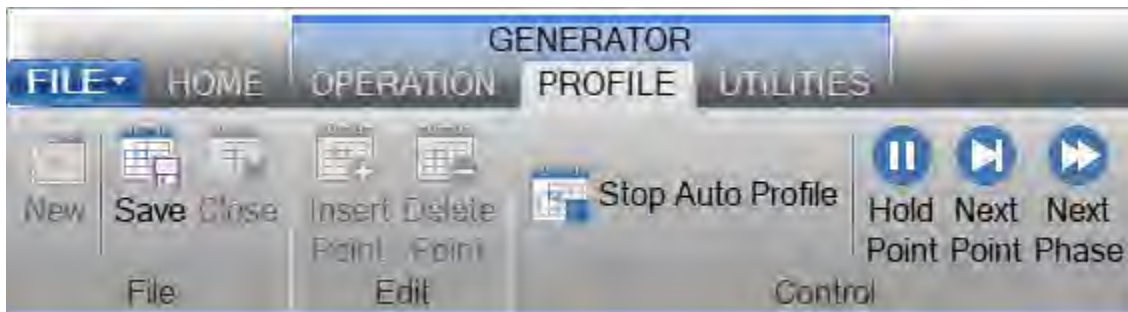 GENERATOR
FILE HOME OPERATION PROFILE UTILITIES
New Save Close Insert Point Delete Point Stop Auto Profile Hold Point Next Point Next Phase
File Edit Control